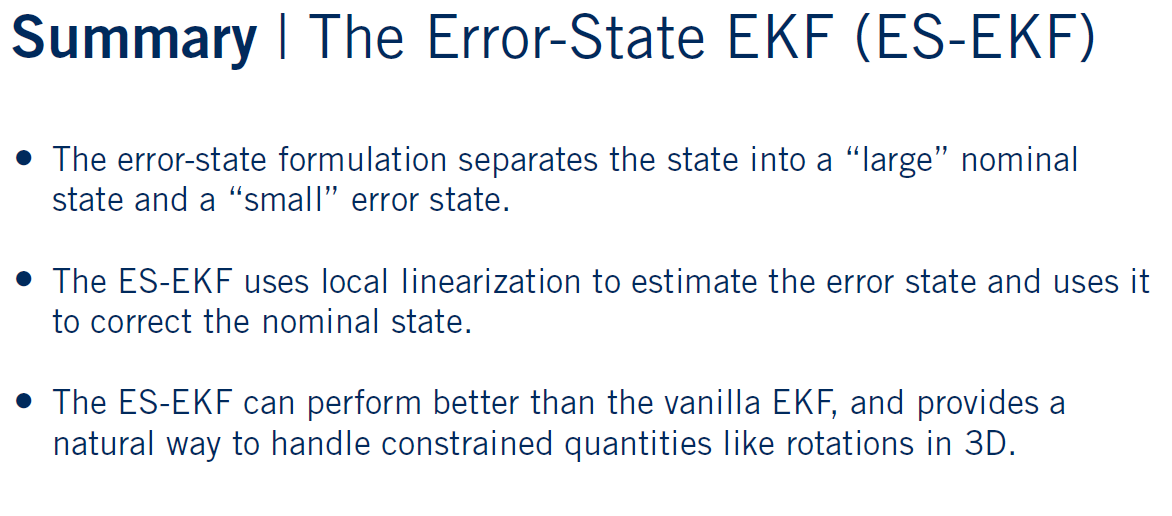 Summary | The Error-State EKF (ES-EKF)
• The error-state formulation separates the state into a “large” nominal
state and a “small” error state.
• The ES-EKF uses local linearization to estimate the error state and uses it
to correct the nominal state.
• The ES-EKF can perform better than the vanilla EKF, and provides a
natural way to handle constrained quantities like rotations in 3D.